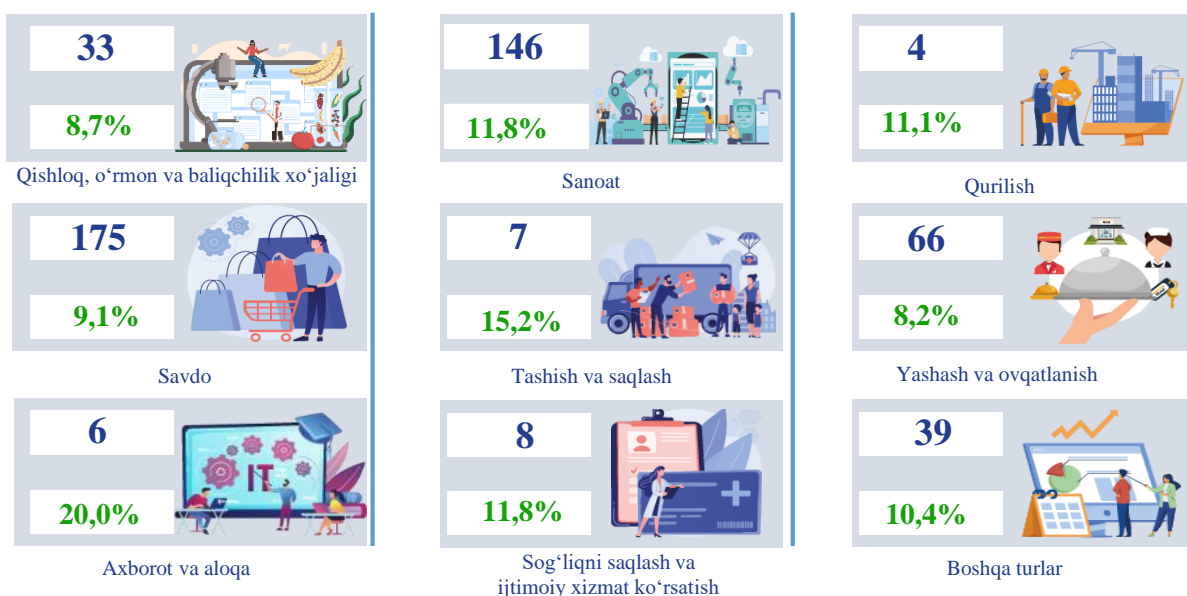 33
8,7%
Qishloq, o‘rmon va baliqchilik xo‘jaligi
146
11,8%
Sanoat
4
11,1%
Qurilish
175
9,1%
Savdo
7
15,2%
Tashish va saqlash
66
8,2%
Yashash va ovqatlanish
6
20,0%
IT
Axborot va aloqa
8
11,8%
Sog‘liqni saqlash va
ijtimoiy xizmat ko‘rsatish
39
10,4%
Boshqa turlar